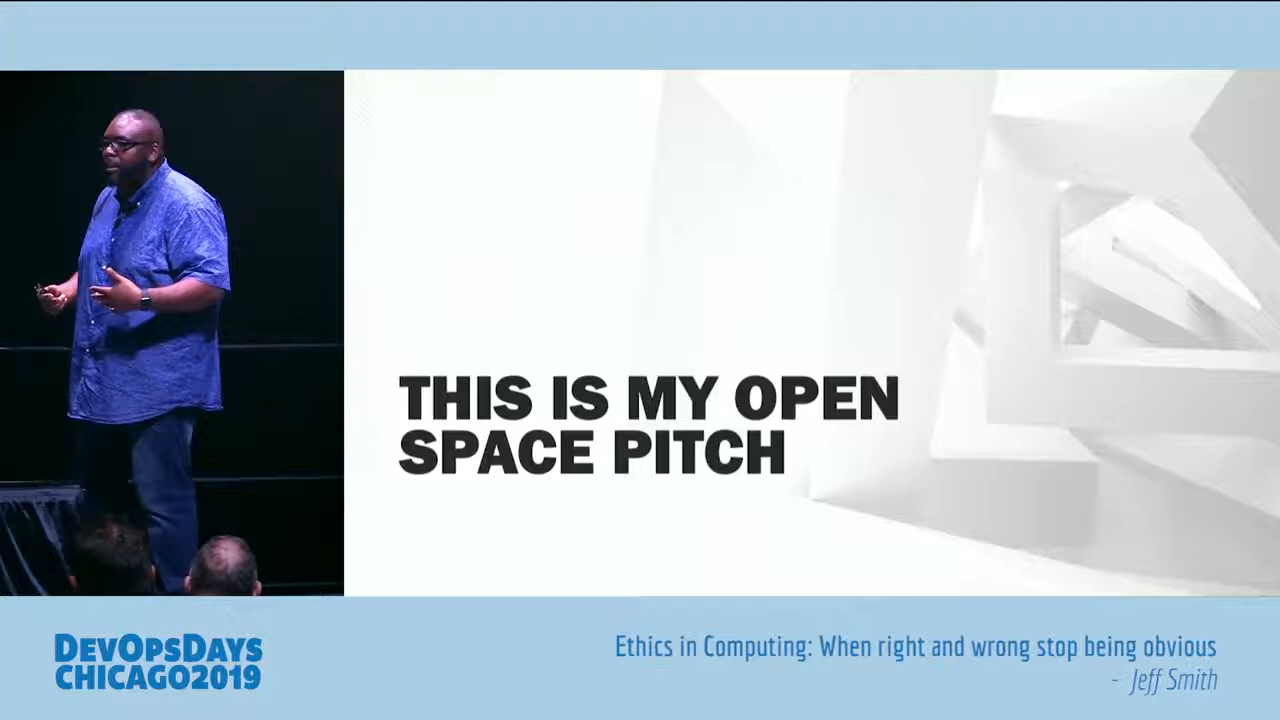 THIS IS MY OPEN
SPACE PITCH
DEVOPSDAYS
CHICAGO2019
Ethics in Computing: When right and wrong stop being obvious
- Jeff Smith